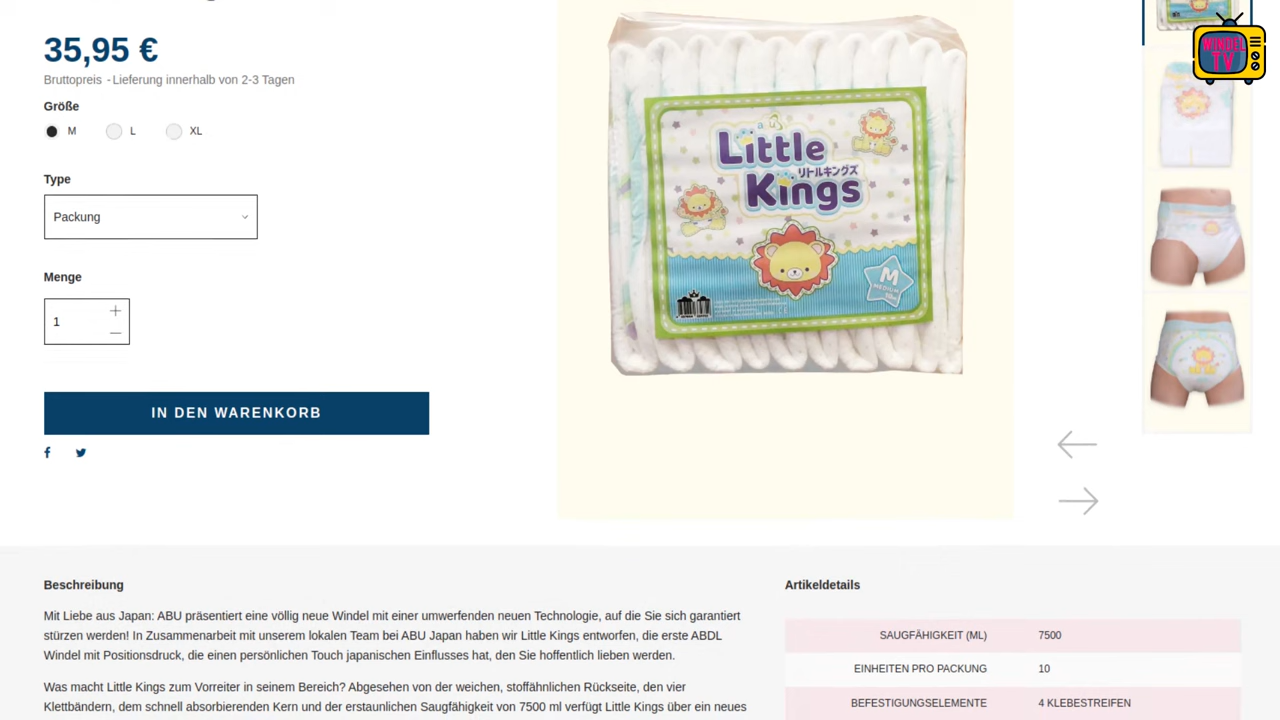 35,95 €
Bruttopreis - Lieferung innerhalb von 2-3 Tagen
Größe
M L XL
Type
Packung
Menge
1
IN DEN WARENKORB
Little
リトルキングズ
Kings
M
MEDIUM
WINDEL
TV
Beschreibung
Mit Liebe aus Japan: ABU präsentiert eine völlig neue Windel mit einer umwerfenden neuen Technologie, auf die Sie sich garantiert
stürzen werden! In Zusammenarbeit mit unserem lokalen Team bei ABU Japan haben wir Little Kings entworfen, die erste ABDL
Windel mit Positionsdruck, die einen persönlichen Touch japanischen Einflusses hat, den Sie hoffentlich lieben werden.
Was macht Little Kings zum Vorreiter in seinem Bereich? Abgesehen von der weichen, stoffähnlichen Rückseite, den vier
Klettbändern, dem schnell absorbierenden Kern und der erstaunlichen Saugfähigkeit von 7500 ml verfügt Little Kings über ein neues
Artikeldetails
SAUGFÄHIGKEIT (ML) 7500
EINHEITEN PRO PACKUNG 10
BEFESTIGUNGSELEMENTE 4 KLEBESTREIFEN